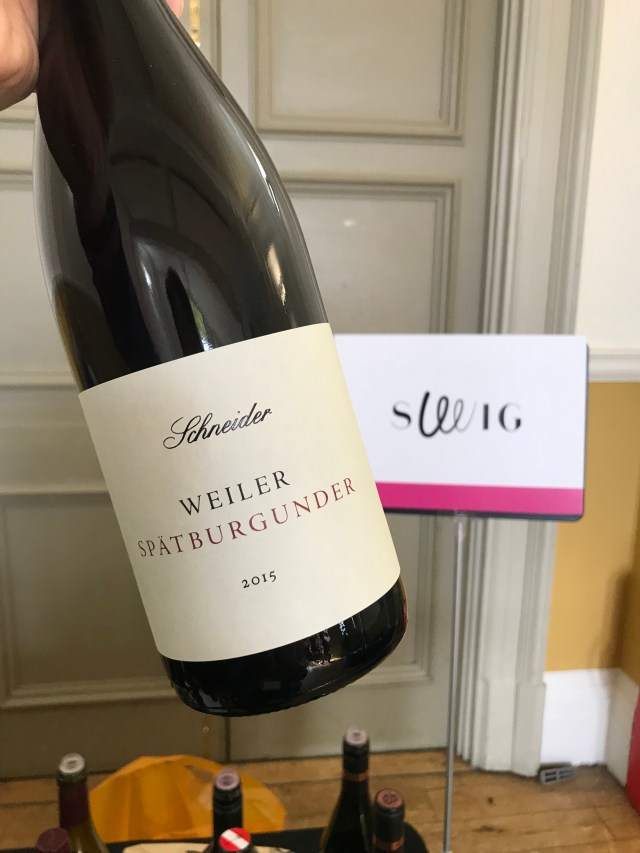 Schneider
WEILER
SPÄTBURGUNDER
2015
SWIG